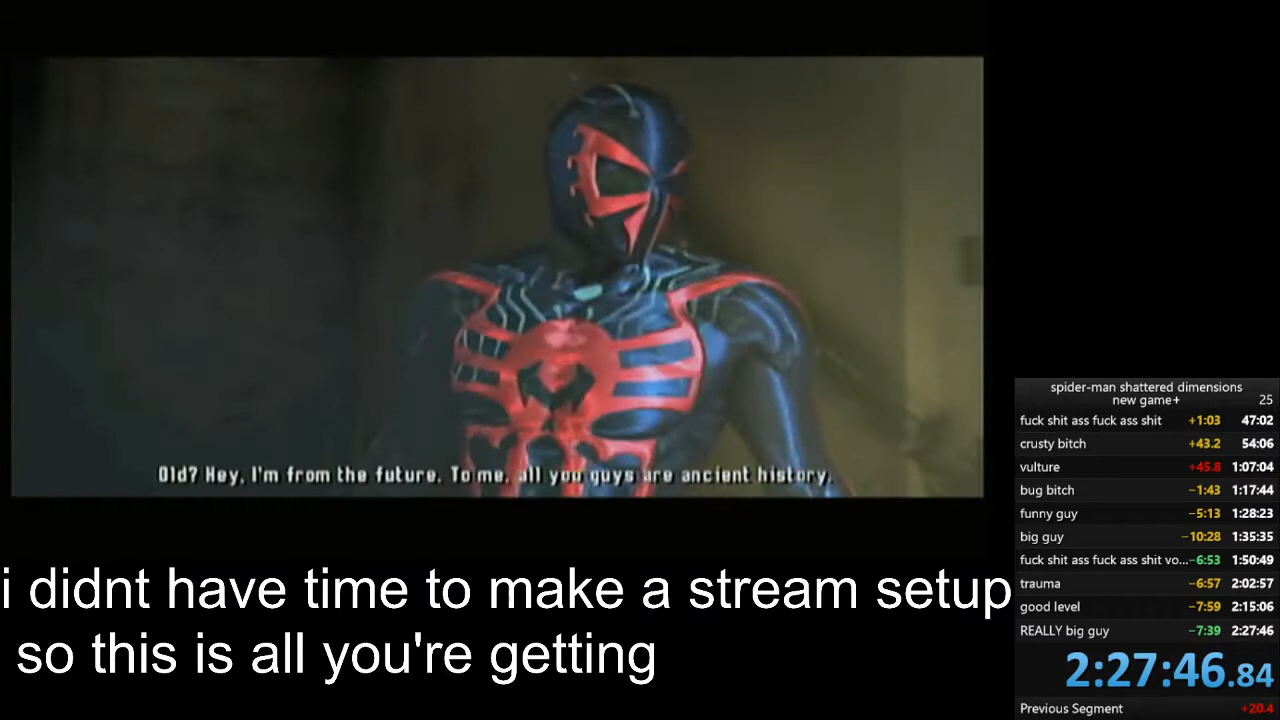 Old? Hey, I'm from the future. To me, all you guys are ancient history.
i didnt have time to make a stream setup
so this is all you're getting
spider-man shattered dimensions
new game+ 25
fuck shit ass fuck ass shit +1:03 47:02
crusty bitch +43.2 54:06
vulture +45.8 1:07:04
bug bitch −1:43 1:17:44
funny guy −5:13 1:28:23
big guy −10:28 1:35:35
fuck shit ass fuck ass shit vo... −6:53 1:50:49
trauma −6:57 2:02:57
good level −7:59 2:15:06
REALLY big guy −7:39 2:27:46
2:27:46.84
Previous Segment +20.4